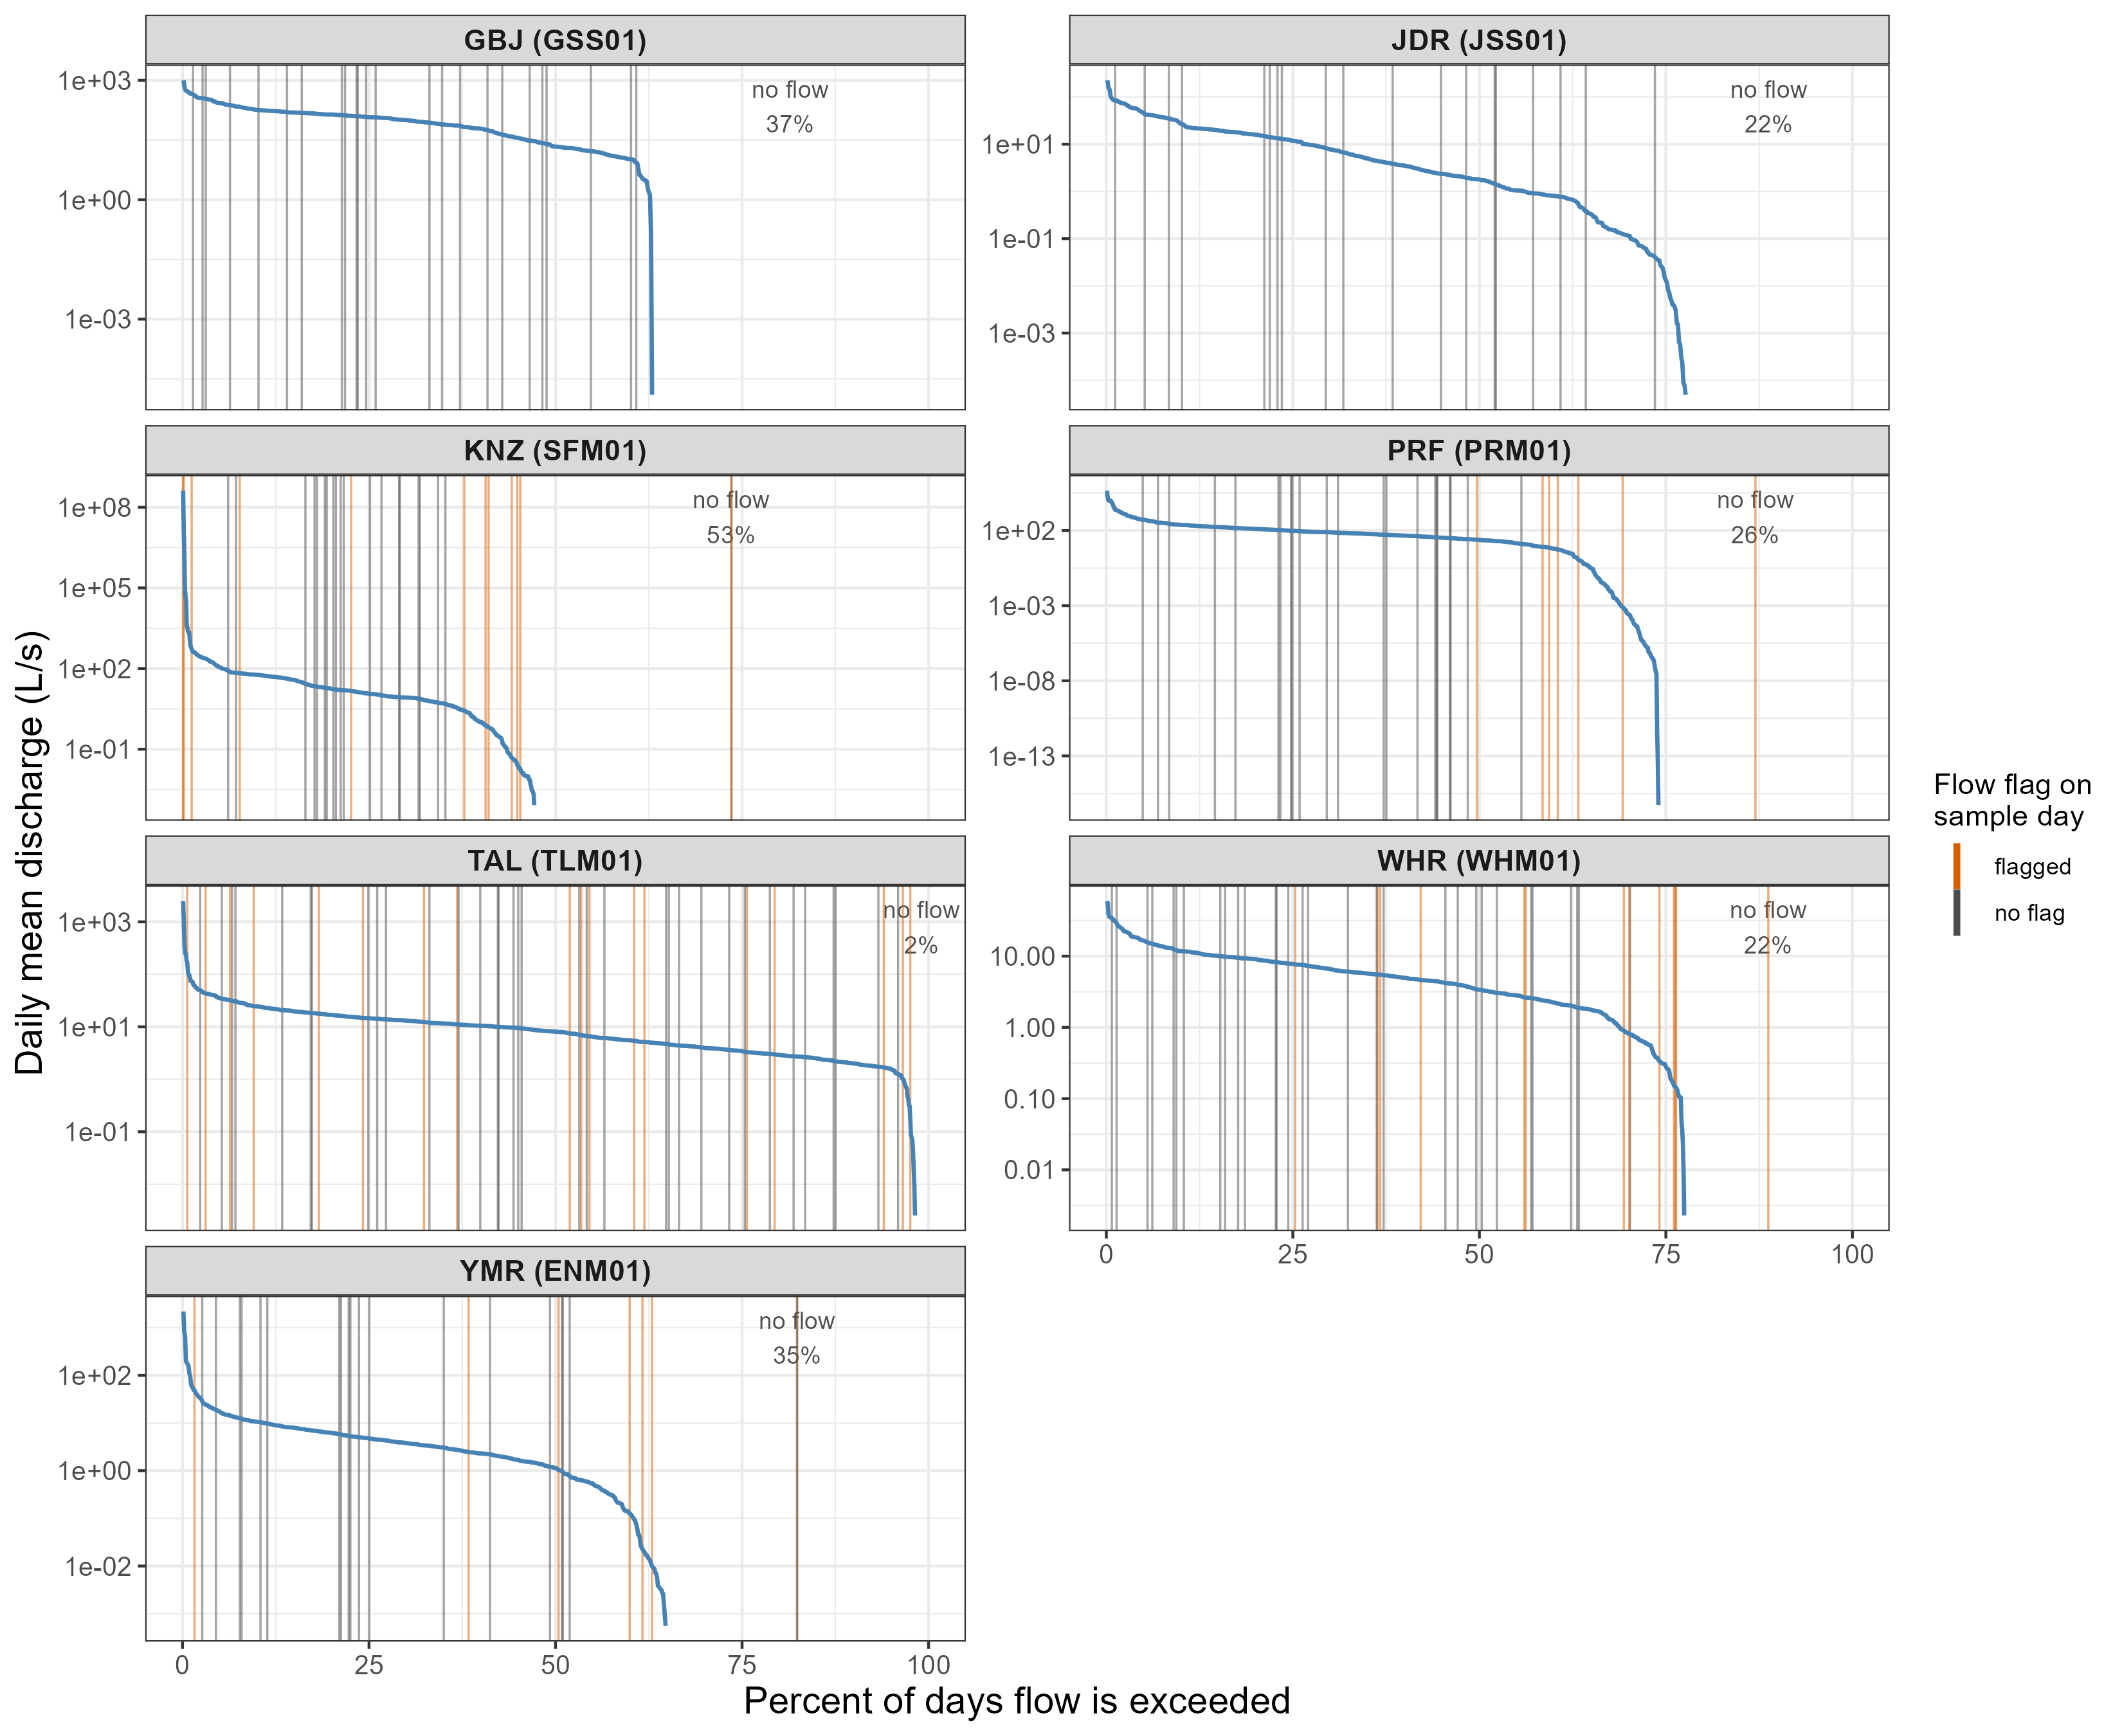 GBJ (GSS01)
1e+03
1e+00
1e-03
no flow
37%
JDR (JSS01)
1e+01
1e-01
1e-03
no flow
22%
KNZ (SFM01)
1e+08
1e+05
1e+02
1e-01
no flow
53%
PRF (PRM01)
1e+02
1e-03
1e-08
1e-13
no flow
26%
TAL (TLM01)
1e+03
1e+01
1e-01
no flow
2%
WHR (WHM01)
10.00
1.00
0.10
0.01
no flow
22%
0 25 50 75 100
YMR (ENM01)
1e+02
1e+00
1e-02
no flow
35%
0 25 50 75 100
Percent of days flow is exceeded
Daily mean discharge (L/s)
Flow flag on
sample day
flagged
no flag